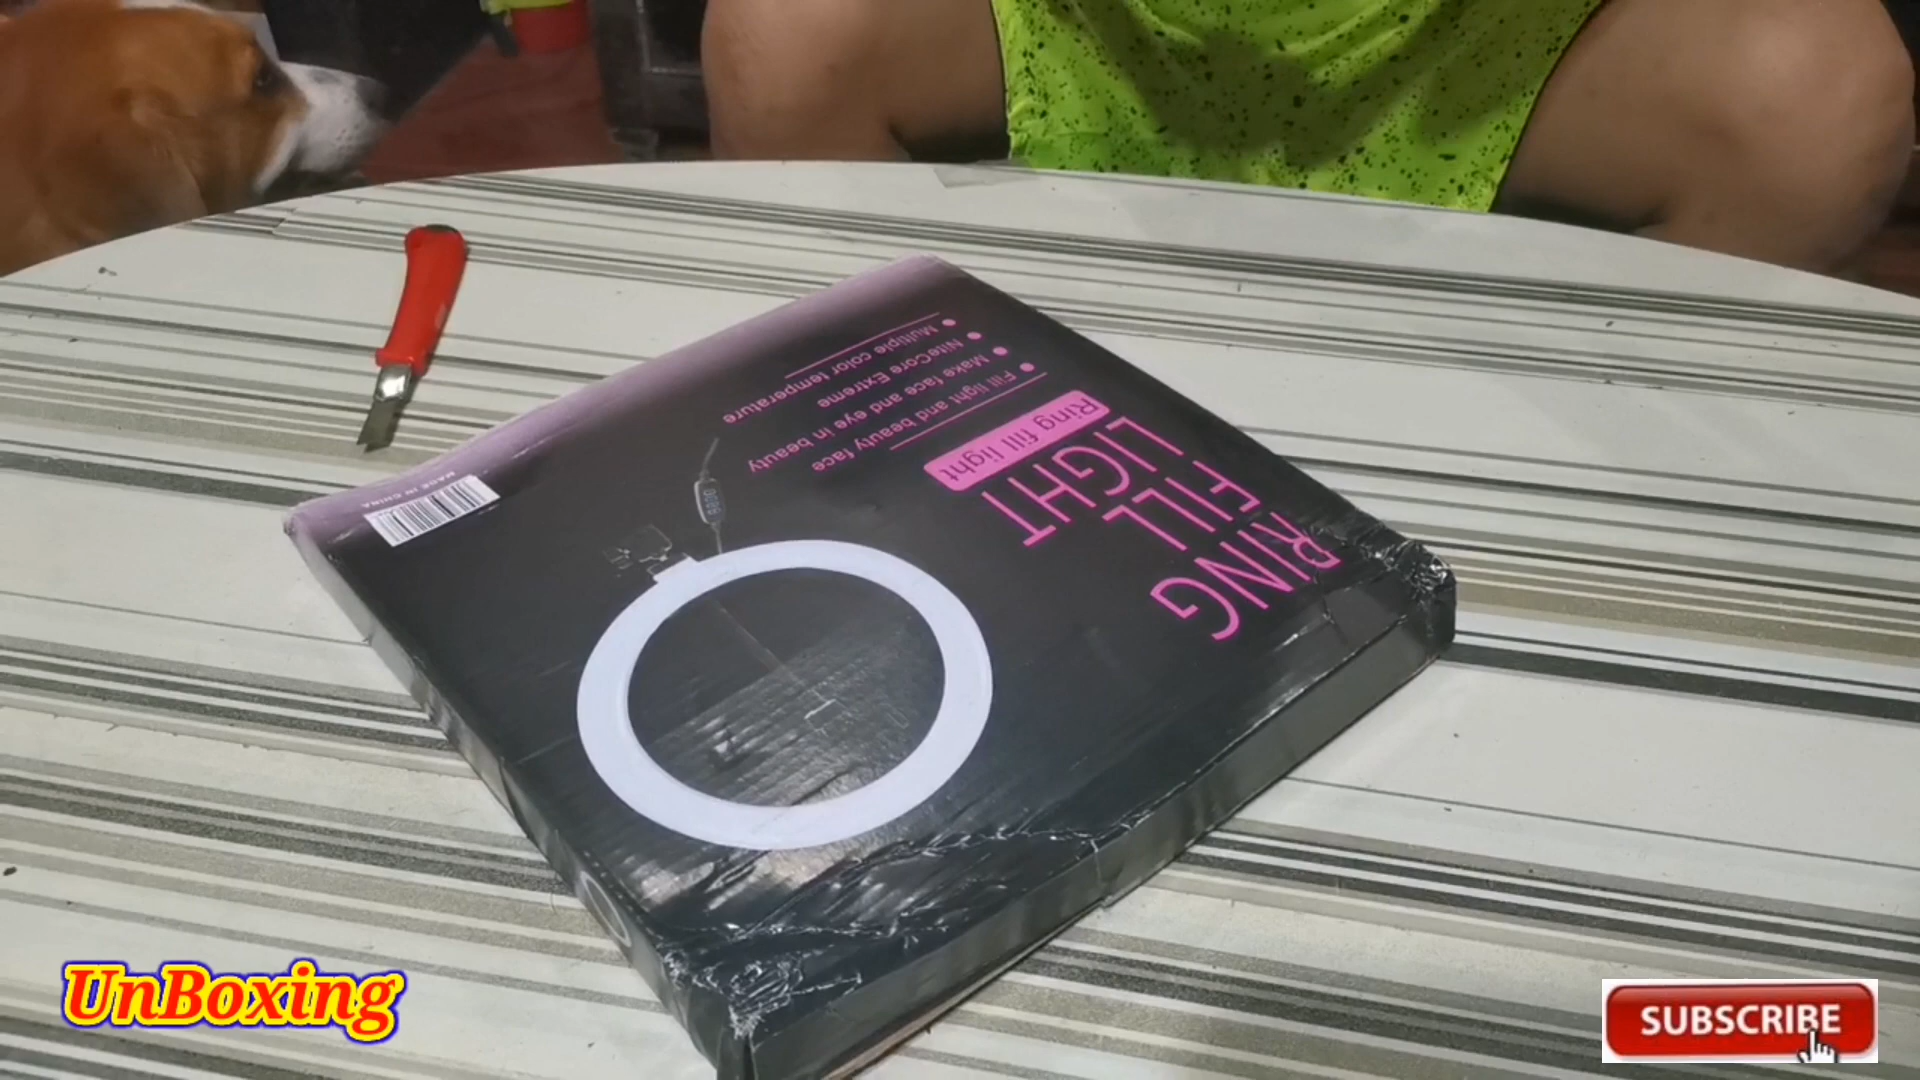 RING
FILL
LIGHT
Ring fill light
Fill light and beauty face
Make face and eye in beauty
NiteCore Extreme
Multiple color temperature
MADE IN CHINA
UnBoxing
SUBSCRIBE